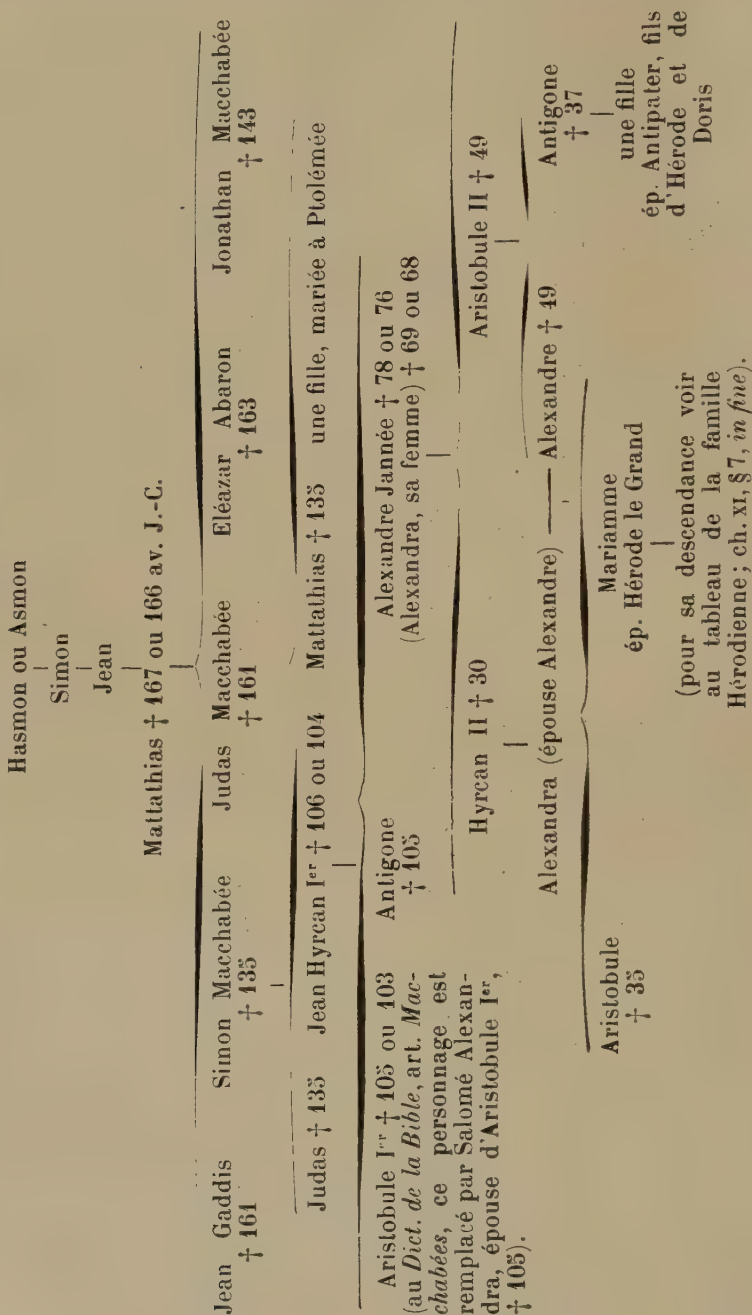 Hasmon ou Asmon
Simon
Jean
Mattathias † 167 ou 166 av. J.-C.
Jean Gaddis
† 161
Simon Macchabée
† 135
Judas Macchabée
† 161
Eléazar Abaron
† 163
Jonathan Macchabée
† 143
Judas † 135
Jean Hyrcan Iᵉʳ † 106 ou 104
Mattathias † 135
une fille, mariée à Ptolémée
Aristobule Iᵉʳ † 105 ou 103
(au Dict. de la Bible, art. Mac-
chabées, ce personnage est
remplacé par Salomé Alexan-
dra, épouse d'Aristobule Iᵉʳ,
† 105).
Antigone
† 105
Alexandre Jannée † 78 ou 76
(Alexandra, sa femme) † 69 ou 68
Hyrcan II † 30
Aristobule II † 49
Alexandra (épouse Alexandre) —— Alexandre † 49
Antigone
† 37
une fille
ép. Antipater, fils
d'Hérode et de
Doris
Aristobule
† 35
Mariamme
ép. Hérode le Grand
(pour sa descendance voir
au tableau de la famille
Hérodienne ; ch. XI, § 7, in fine).